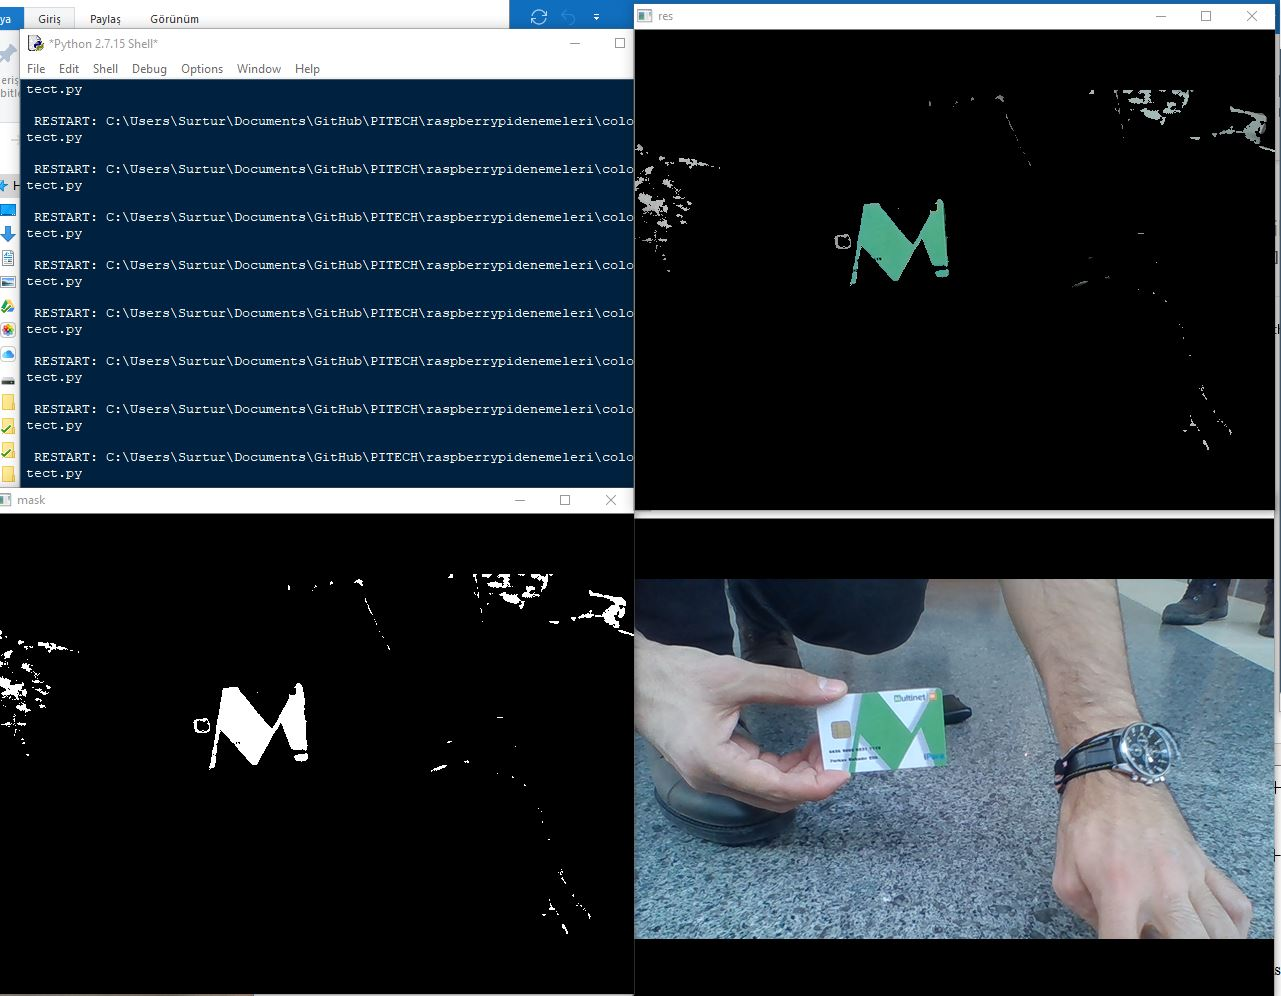 ya Giriş Paylaş Görünüm
*Python 2.7.15 Shell*
File Edit Shell Debug Options Window Help
tect.py
RESTART: C:\Users\Surtur\Documents\GitHub\PITECH\raspberrypidenemeleri\colo
tect.py
RESTART: C:\Users\Surtur\Documents\GitHub\PITECH\raspberrypidenemeleri\colo
tect.py
RESTART: C:\Users\Surtur\Documents\GitHub\PITECH\raspberrypidenemeleri\colo
tect.py
RESTART: C:\Users\Surtur\Documents\GitHub\PITECH\raspberrypidenemeleri\colo
tect.py
RESTART: C:\Users\Surtur\Documents\GitHub\PITECH\raspberrypidenemeleri\colo
tect.py
RESTART: C:\Users\Surtur\Documents\GitHub\PITECH\raspberrypidenemeleri\colo
tect.py
RESTART: C:\Users\Surtur\Documents\GitHub\PITECH\raspberrypidenemeleri\colo
tect.py
RESTART: C:\Users\Surtur\Documents\GitHub\PITECH\raspberrypidenemeleri\colo
tect.py
res
mask
Multinet